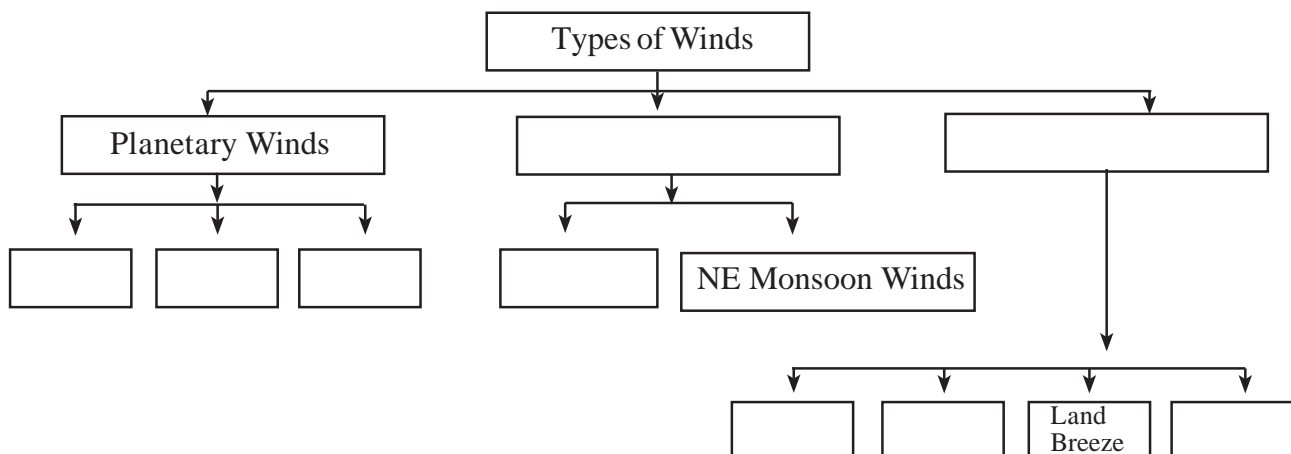 Types of Winds
Planetary Winds
NE Monsoon Winds
Land
Breeze